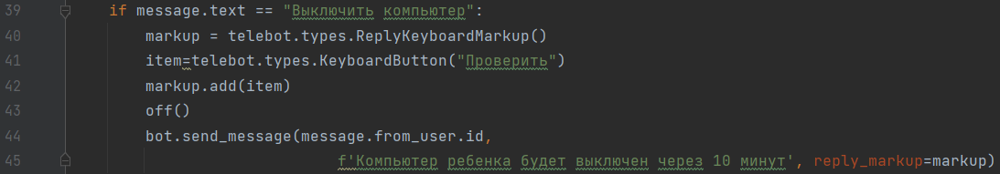 39 if message.text == "Выключить компьютер":
40 markup = telebot.types.ReplyKeyboardMarkup()
41 item=telebot.types.KeyboardButton("Проверить")
42 markup.add(item)
43 off()
44 bot.send_message(message.from_user.id,
45 f'Компьютер ребенка будет выключен через 10 минут', reply_markup=markup)